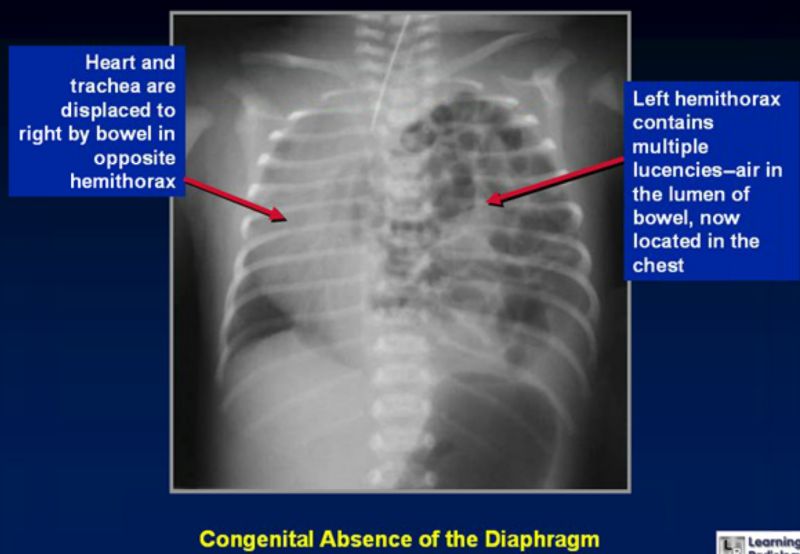 Heart and
trachea are
displaced to
right by bowel in
opposite
hemithorax
Left hemithorax
contains
multiple
lucencies–air in
the lumen of
bowel, now
located in the
chest
Congenital Absence of the Diaphragm
Learning